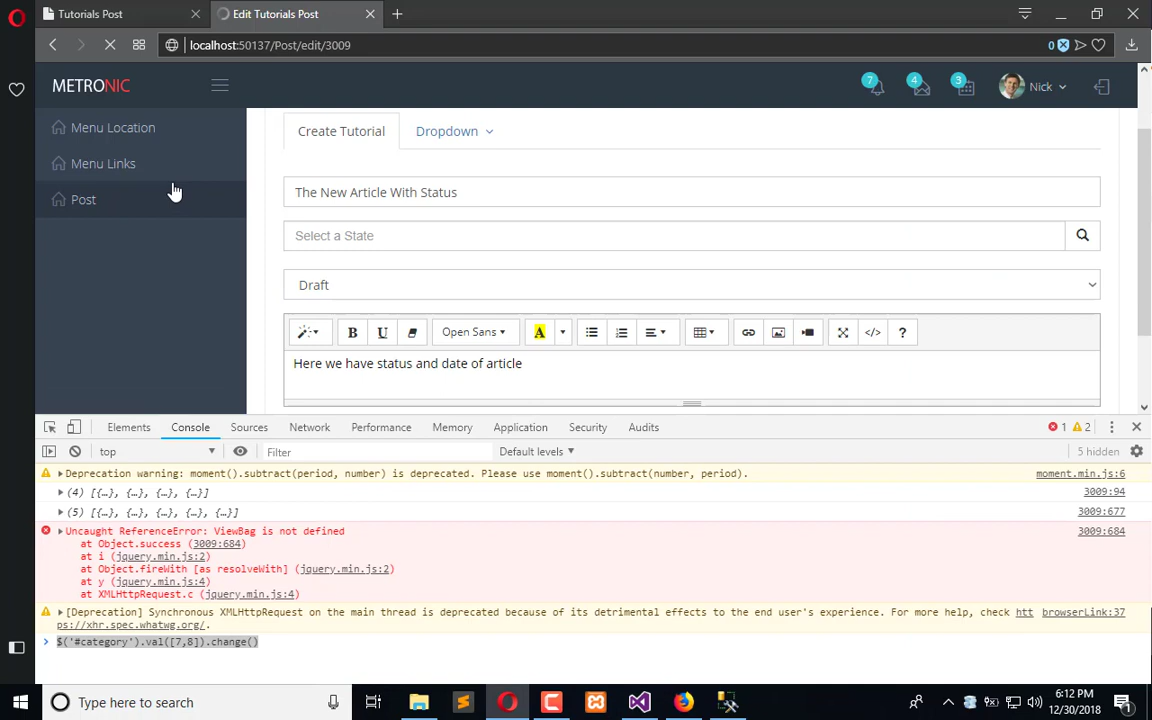 Tutorials Post
Edit Tutorials Post
localhost:50137/Post/edit/3009
0
METRONIC
7
4
3
Nick
Menu Location
Menu Links
Post
Create Tutorial
Dropdown
The New Article With Status
Select a State
Draft
B U Open Sans A </> ?
Here we have status and date of article
Elements Console Sources Network Performance Memory Application Security Audits 1 2
top Filter Default levels 5 hidden
Deprecation warning: moment().subtract(period, number) is deprecated. Please use moment().subtract(number, period). moment.min.js:6
(4) [{…}, {…}, {…}, {…}] 3009:94
(5) [{…}, {…}, {…}, {…}, {…}] 3009:677
Uncaught ReferenceError: ViewBag is not defined 3009:684
at Object.success (3009:684)
at i (jquery.min.js:2)
at Object.fireWith [as resolveWith] (jquery.min.js:2)
at y (jquery.min.js:4)
at XMLHttpRequest.c (jquery.min.js:4)
[Deprecation] Synchronous XMLHttpRequest on the main thread is deprecated because of its detrimental effects to the end user's experience. For more help, check htt browserLink:37
ps://xhr.spec.whatwg.org/.
$('#category').val([7,8]).change()
Type here to search
6:12 PM
12/30/2018
1